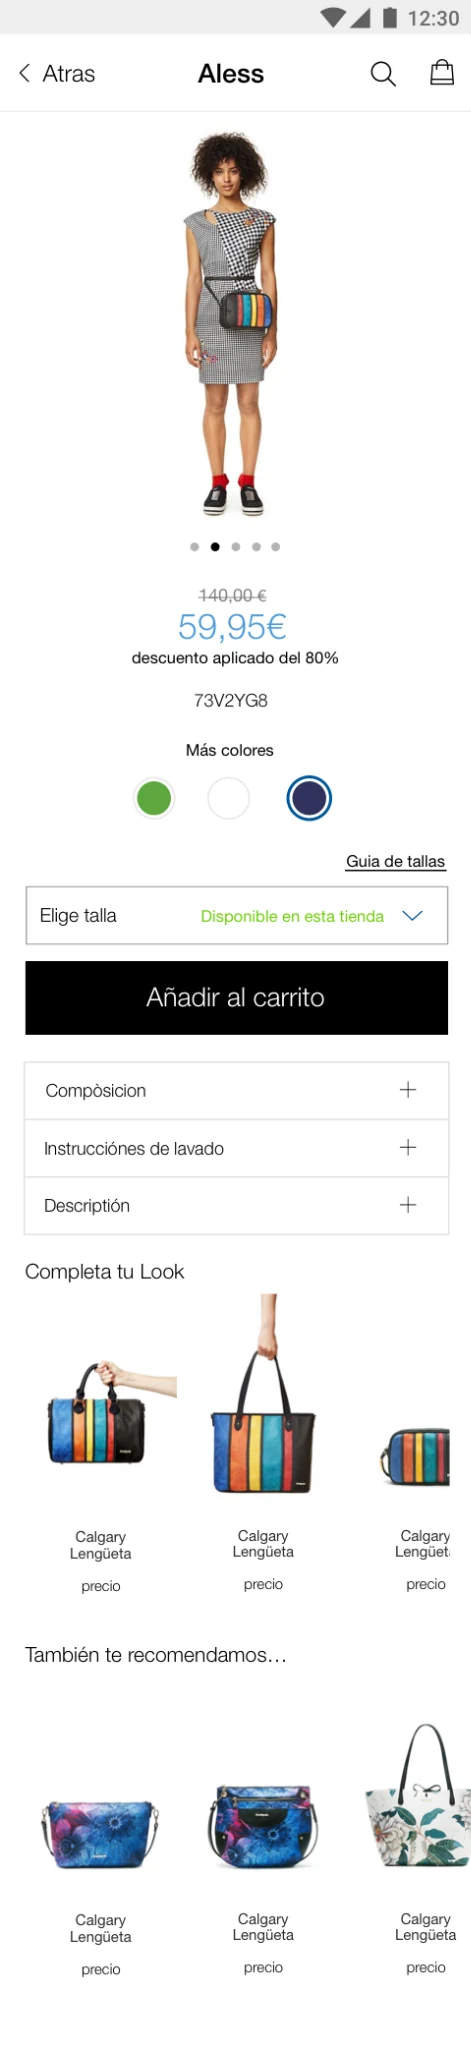 12:30
Atras
Aless
140,00 €
59,95€
descuento aplicado del 80%
73V2YG8
Más colores
Guia de tallas
Elige talla Disponible en esta tienda
Añadir al carrito
Compòsicion
Instrucciónes de lavado
Descriptión
Completa tu Look
Calgary
Lengüeta
precio
Calgary
Lengüeta
precio
Calgary
Lengüeta
precio
También te recomendamos...
Calgary
Lengüeta
precio
Calgary
Lengüeta
precio
Calgary
Lengüeta
precio